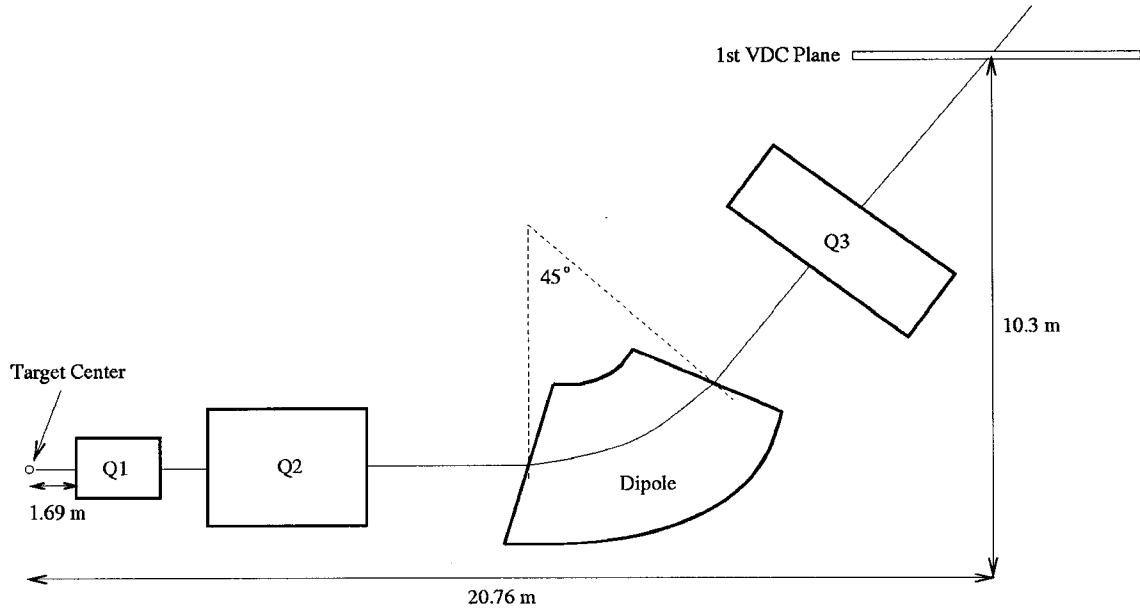 1st VDC Plane
Q3
45°
10.3 m
Target Center
Q1
Q2
Dipole
1.69 m
20.76 m